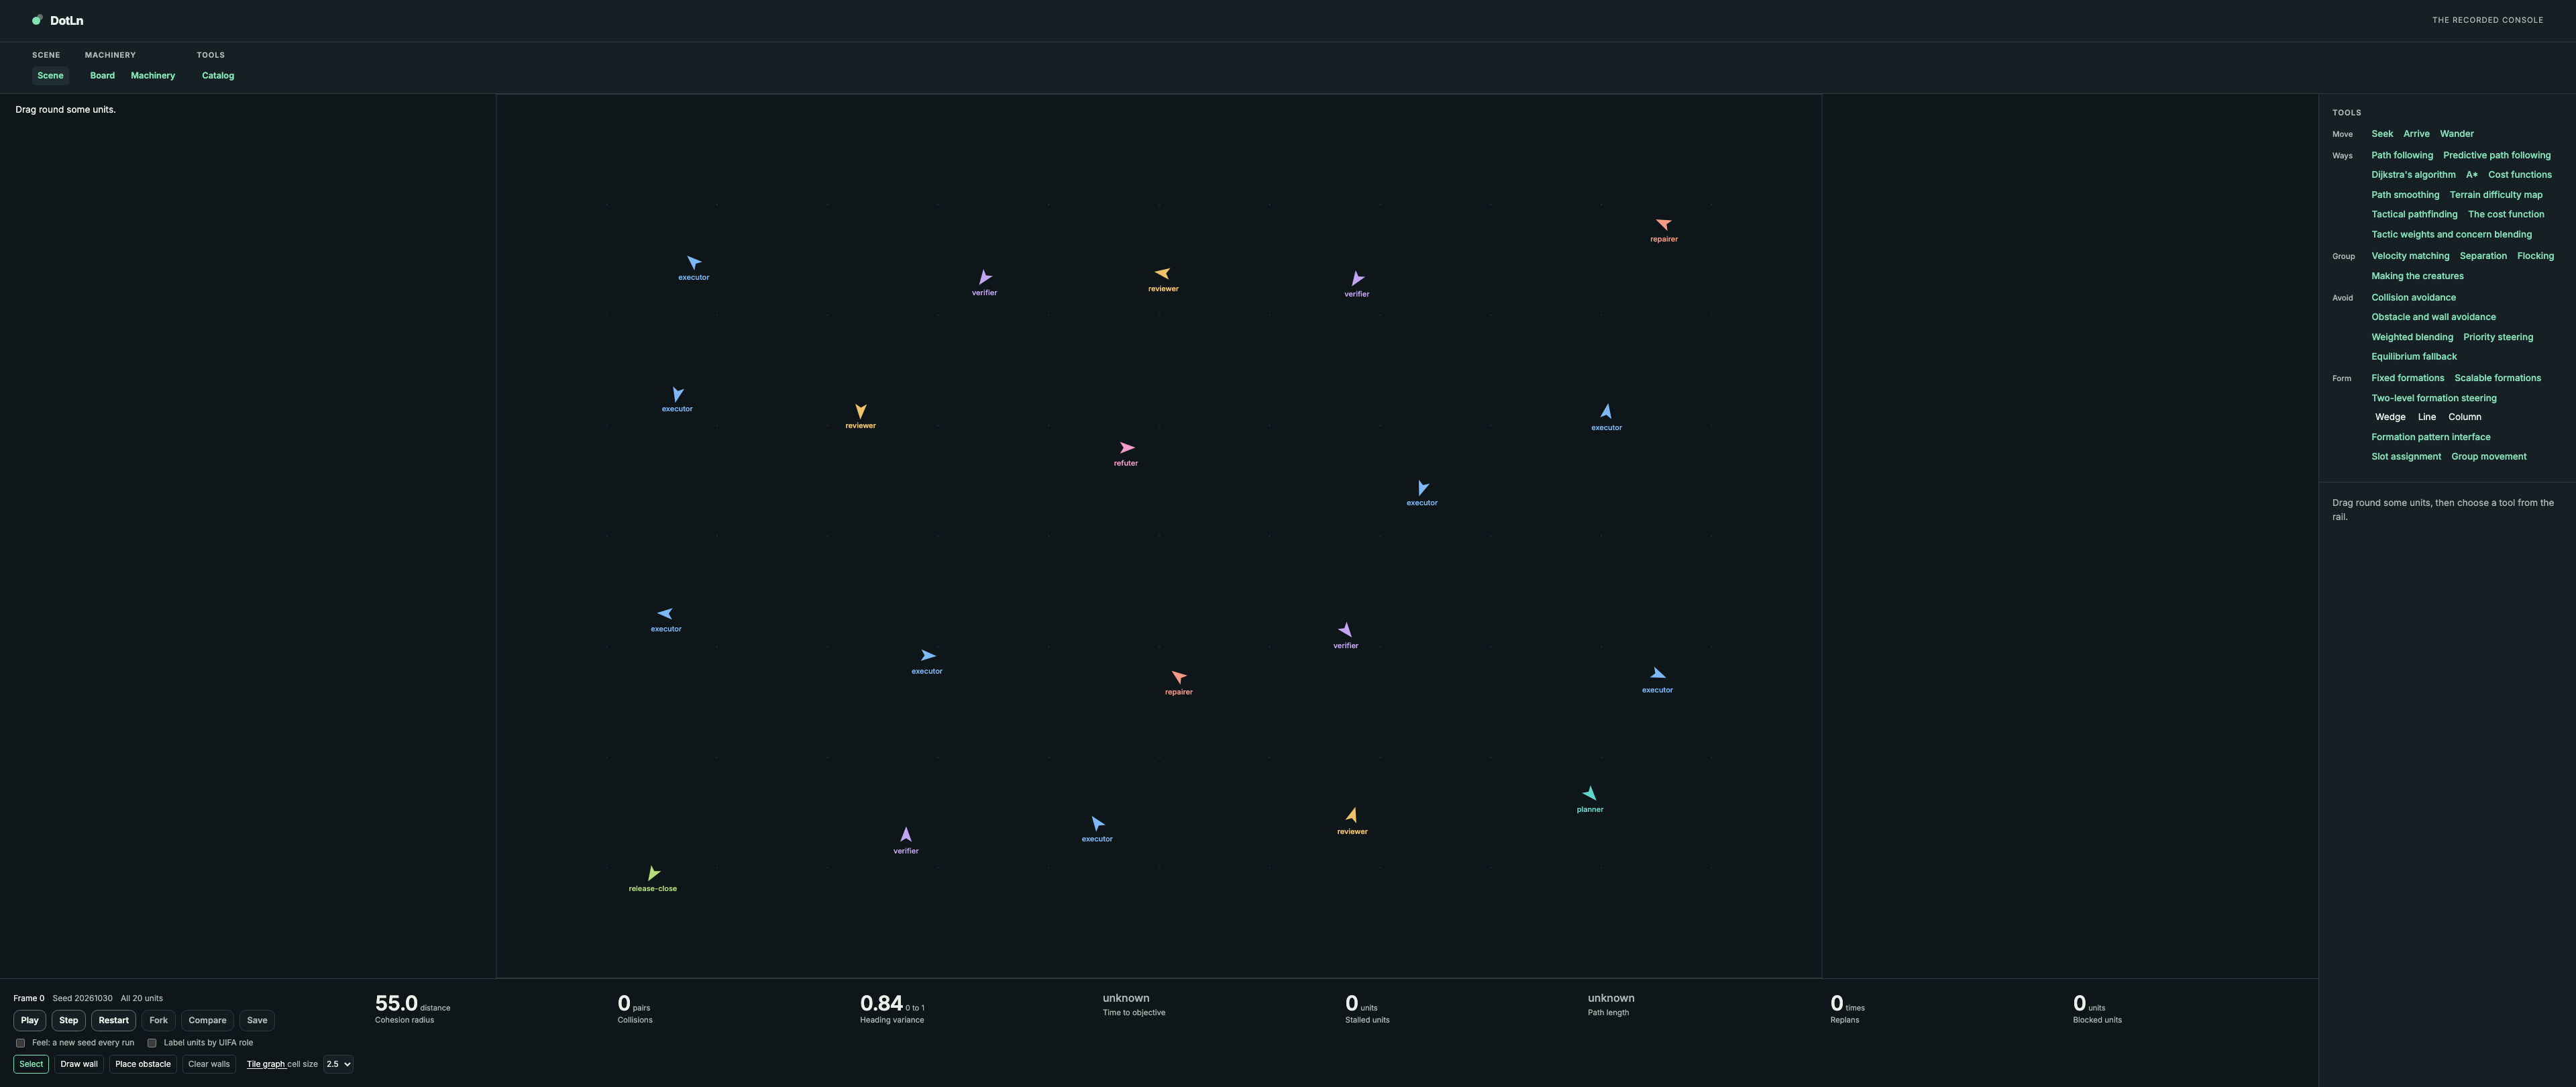 DotLn
THE RECORDED CONSOLE
SCENE MACHINERY TOOLS
Scene Board Machinery Catalog
Drag round some units.
repairer
executor
verifier
reviewer
verifier
executor
reviewer
executor
refuter
executor
executor
verifier
executor
repairer
executor
planner
reviewer
executor
verifier
release-close
TOOLS
Move Seek Arrive Wander
Ways Path following Predictive path following
Dijkstra's algorithm A* Cost functions
Path smoothing Terrain difficulty map
Tactical pathfinding The cost function
Tactic weights and concern blending
Group Velocity matching Separation Flocking
Making the creatures
Avoid Collision avoidance
Obstacle and wall avoidance
Weighted blending Priority steering
Equilibrium fallback
Form Fixed formations Scalable formations
Two-level formation steering
Wedge Line Column
Formation pattern interface
Slot assignment Group movement
Drag round some units, then choose a tool from the
rail.
Frame 0 Seed 20261030 All 20 units
Play Step Restart Fork Compare Save
Feel: a new seed every run Label units by UIFA role
Select Draw wall Place obstacle Clear walls Tile graph cell size 2.5
55.0 distance
Cohesion radius
0 pairs
Collisions
0.84 0 to 1
Heading variance
unknown
Time to objective
0 units
Stalled units
unknown
Path length
0 times
Replans
0 units
Blocked units